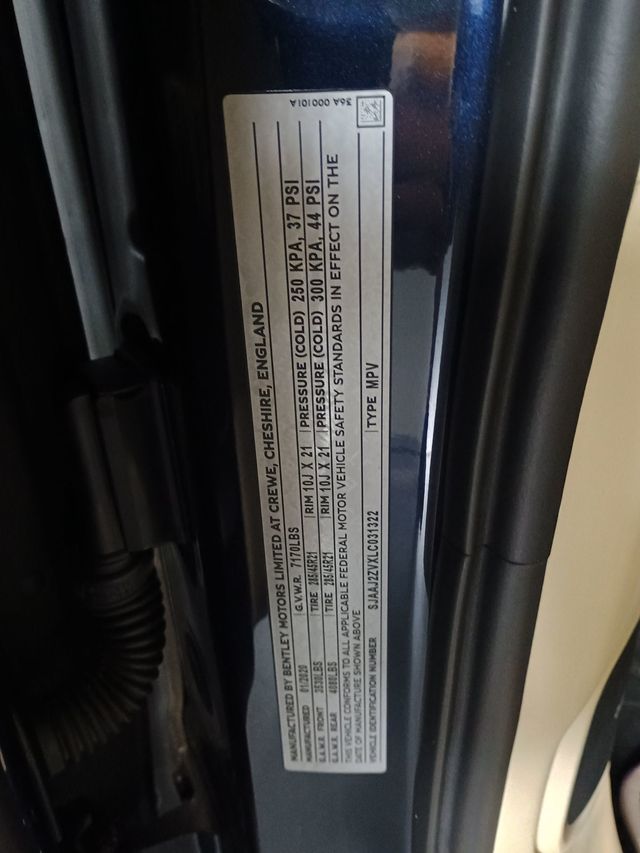 MANUFACTURED BY BENTLEY MOTORS LIMITED AT CREWE, CHESHIRE, ENGLAND
MANUFACTURED 01/2020 G.V.W.R. 7170LBS
G.A.W.R. FRONT 3530LBS TIRE 285/45R21 RIM 10J X 21 PRESSURE (COLD) 250 KPA, 37 PSI
G.A.W.R. REAR 4080LBS TIRE 285/45R21 RIM 10J X 21 PRESSURE (COLD) 300 KPA, 44 PSI
THIS VEHICLE CONFORMS TO ALL APPLICABLE FEDERAL MOTOR VEHICLE SAFETY STANDARDS IN EFFECT ON THE
DATE OF MANUFACTURE SHOWN ABOVE
VEHICLE IDENTIFICATION NUMBER SJAAJ2ZVXLC031322 TYPE MPV
36A 000101A